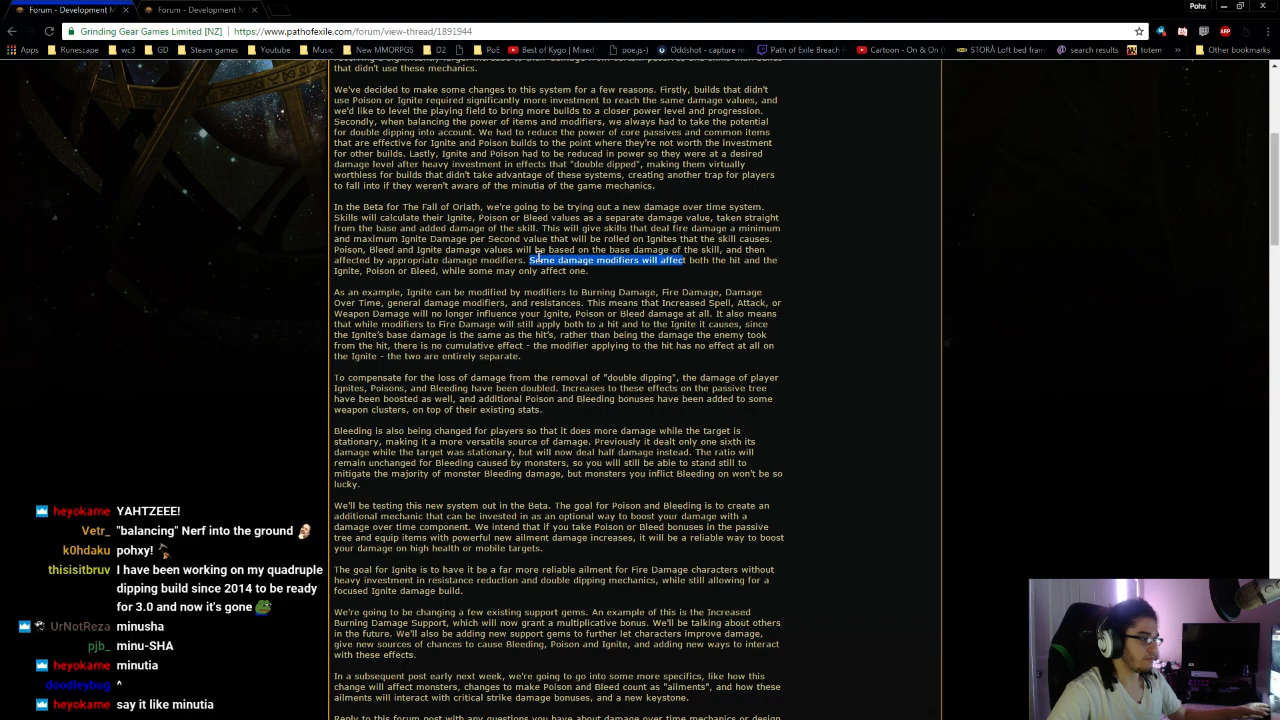 Forum - Development M
Forum - Development M
Pohx
Grinding Gear Games Limited [NZ]
https://www.pathofexile.com/forum/view-thread/1891944
Apps
Runescape
wc3
GD
Steam games
Youtube
Music
New MMORPGS
D2
PoE
Best of Kygo | Mixed
poe.js-)
Oddshot - capture m
Path of Exile Breach
Cartoon - On & On (
STORÅ Loft bed fram
search results
totem
Other bookmarks
that didn't use these mechanics.
We've decided to make some changes to this system for a few reasons. Firstly, builds that didn't
use Poison or Ignite required significantly more investment to reach the same damage values, and
we'd like to level the playing field to bring more builds to a closer power level and progression.
Secondly, when balancing the power of items and modifiers, we always had to take the potential
for double dipping into account. We had to reduce the power of core passives and common items
that are effective for Ignite and Poison builds to the point where they're not worth the investment
for other builds. Lastly, Ignite and Poison had to be reduced in power so they were at a desired
damage level after heavy investment in effects that "double dipped", making them virtually
worthless for builds that didn't take advantage of these systems, creating another trap for players
to fall into if they weren't aware of the minutia of the game mechanics.
In the Beta for The Fall of Oriath, we're going to be trying out a new damage over time system.
Skills will calculate their Ignite, Poison or Bleed values as a separate damage value, taken straight
from the base and added damage of the skill. This will give skills that deal fire damage a minimum
and maximum Ignite Damage per Second value that will be rolled on Ignites that the skill causes.
Poison, Bleed and Ignite damage values will be based on the base damage of the skill, and then
affected by appropriate damage modifiers. Some damage modifiers will affect both the hit and the
Ignite, Poison or Bleed, while some may only affect one.
As an example, Ignite can be modified by modifiers to Burning Damage, Fire Damage, Damage
Over Time, general damage modifiers, and resistances. This means that Increased Spell, Attack, or
Weapon Damage will no longer influence your Ignite, Poison or Bleed damage at all. It also means
that while modifiers to Fire Damage will still apply both to a hit and to the Ignite it causes, since
the Ignite's base damage is the same as the hit's, rather than being the damage the enemy took
from the hit, there is no cumulative effect - the modifier applying to the hit has no effect at all on
the Ignite - the two are entirely separate.
To compensate for the loss of damage from the removal of "double dipping", the damage of player
Ignites, Poisons, and Bleeding have been doubled. Increases to these effects on the passive tree
have been boosted as well, and additional Poison and Bleeding bonuses have been added to some
weapon clusters, on top of their existing stats.
Bleeding is also being changed for players so that it does more damage while the target is
stationary, making it a more versatile source of damage. Previously it dealt only one sixth its
damage while the target was stationary, but will now deal half damage instead. The ratio will
remain unchanged for Bleeding caused by monsters, so you will still be able to stand still to
mitigate the majority of monster Bleeding damage, but monsters you inflict Bleeding on won't be so
lucky.
We'll be testing this new system out in the Beta. The goal for Poison and Bleeding is to create an
additional mechanic that can be invested in as an optional way to boost your damage with a
damage over time component. We intend that if you take Poison or Bleed bonuses in the passive
tree and equip items with powerful new ailment damage increases, it will be a reliable way to boost
your damage on high health or mobile targets.
The goal for Ignite is to have it be a far more reliable ailment for Fire Damage characters without
heavy investment in resistance reduction and double dipping mechanics, while still allowing for a
focused Ignite damage build.
We're going to be changing a few existing support gems. An example of this is the Increased
Burning Damage Support, which will now grant a multiplicative bonus. We'll be talking about others
in the future. We'll also be adding new support gems to further let characters improve damage,
give new sources of chances to cause Bleeding, Poison and Ignite, and adding new ways to interact
with these effects.
In a subsequent post early next week, we're going to go into some more specifics, like how this
change will affect monsters, changes to make Poison and Bleed count as "ailments", and how these
ailments will interact with critical strike damage bonuses, and a new keystone.
Reply to this forum post with any questions you have about damage over time mechanics or design
heyokame YAHTZEEE!
Vetr_ "balancing" Nerf into the ground
k0hdaku pohxy!
thisisitbruv I have been working on my quadruple
dipping build since 2014 to be ready
for 3.0 and now it's gone
UrNotReza minusha
pjb_ minu-SHA
heyokame minutia
doodleybug ^
heyokame say it like minutia